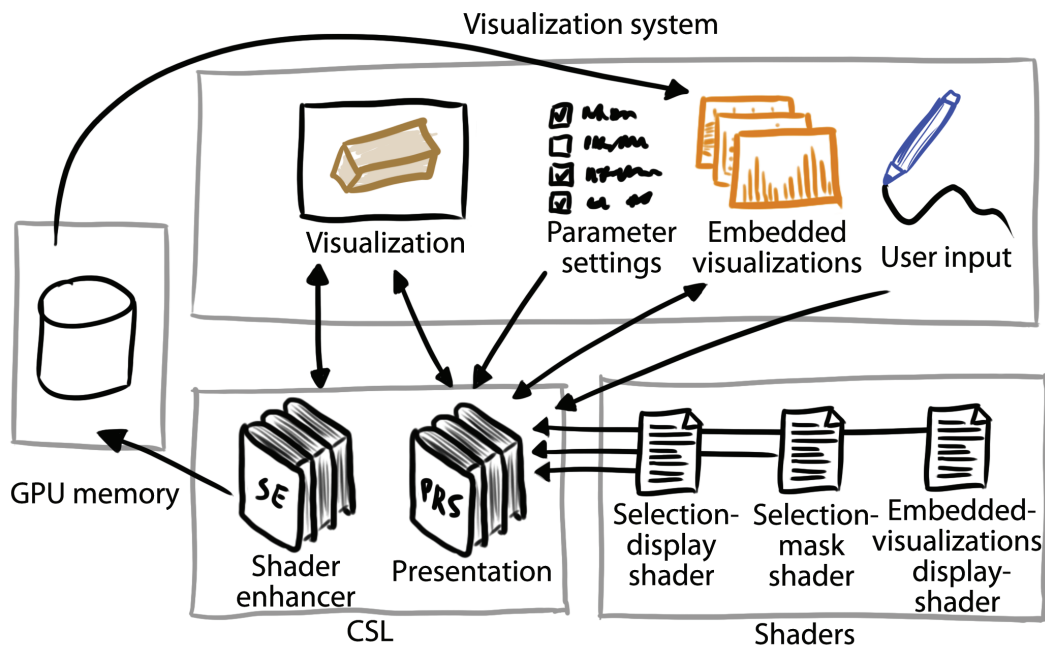 Visualization system
Visualization
Parameter
settings
Embedded
visualizations
User input
GPU memory
SE
Shader
enhancer
PRS
Presentation
CSL
Selection-
display
shader
Selection-
mask
shader
Embedded-
visualizations
display-
shader
Shaders